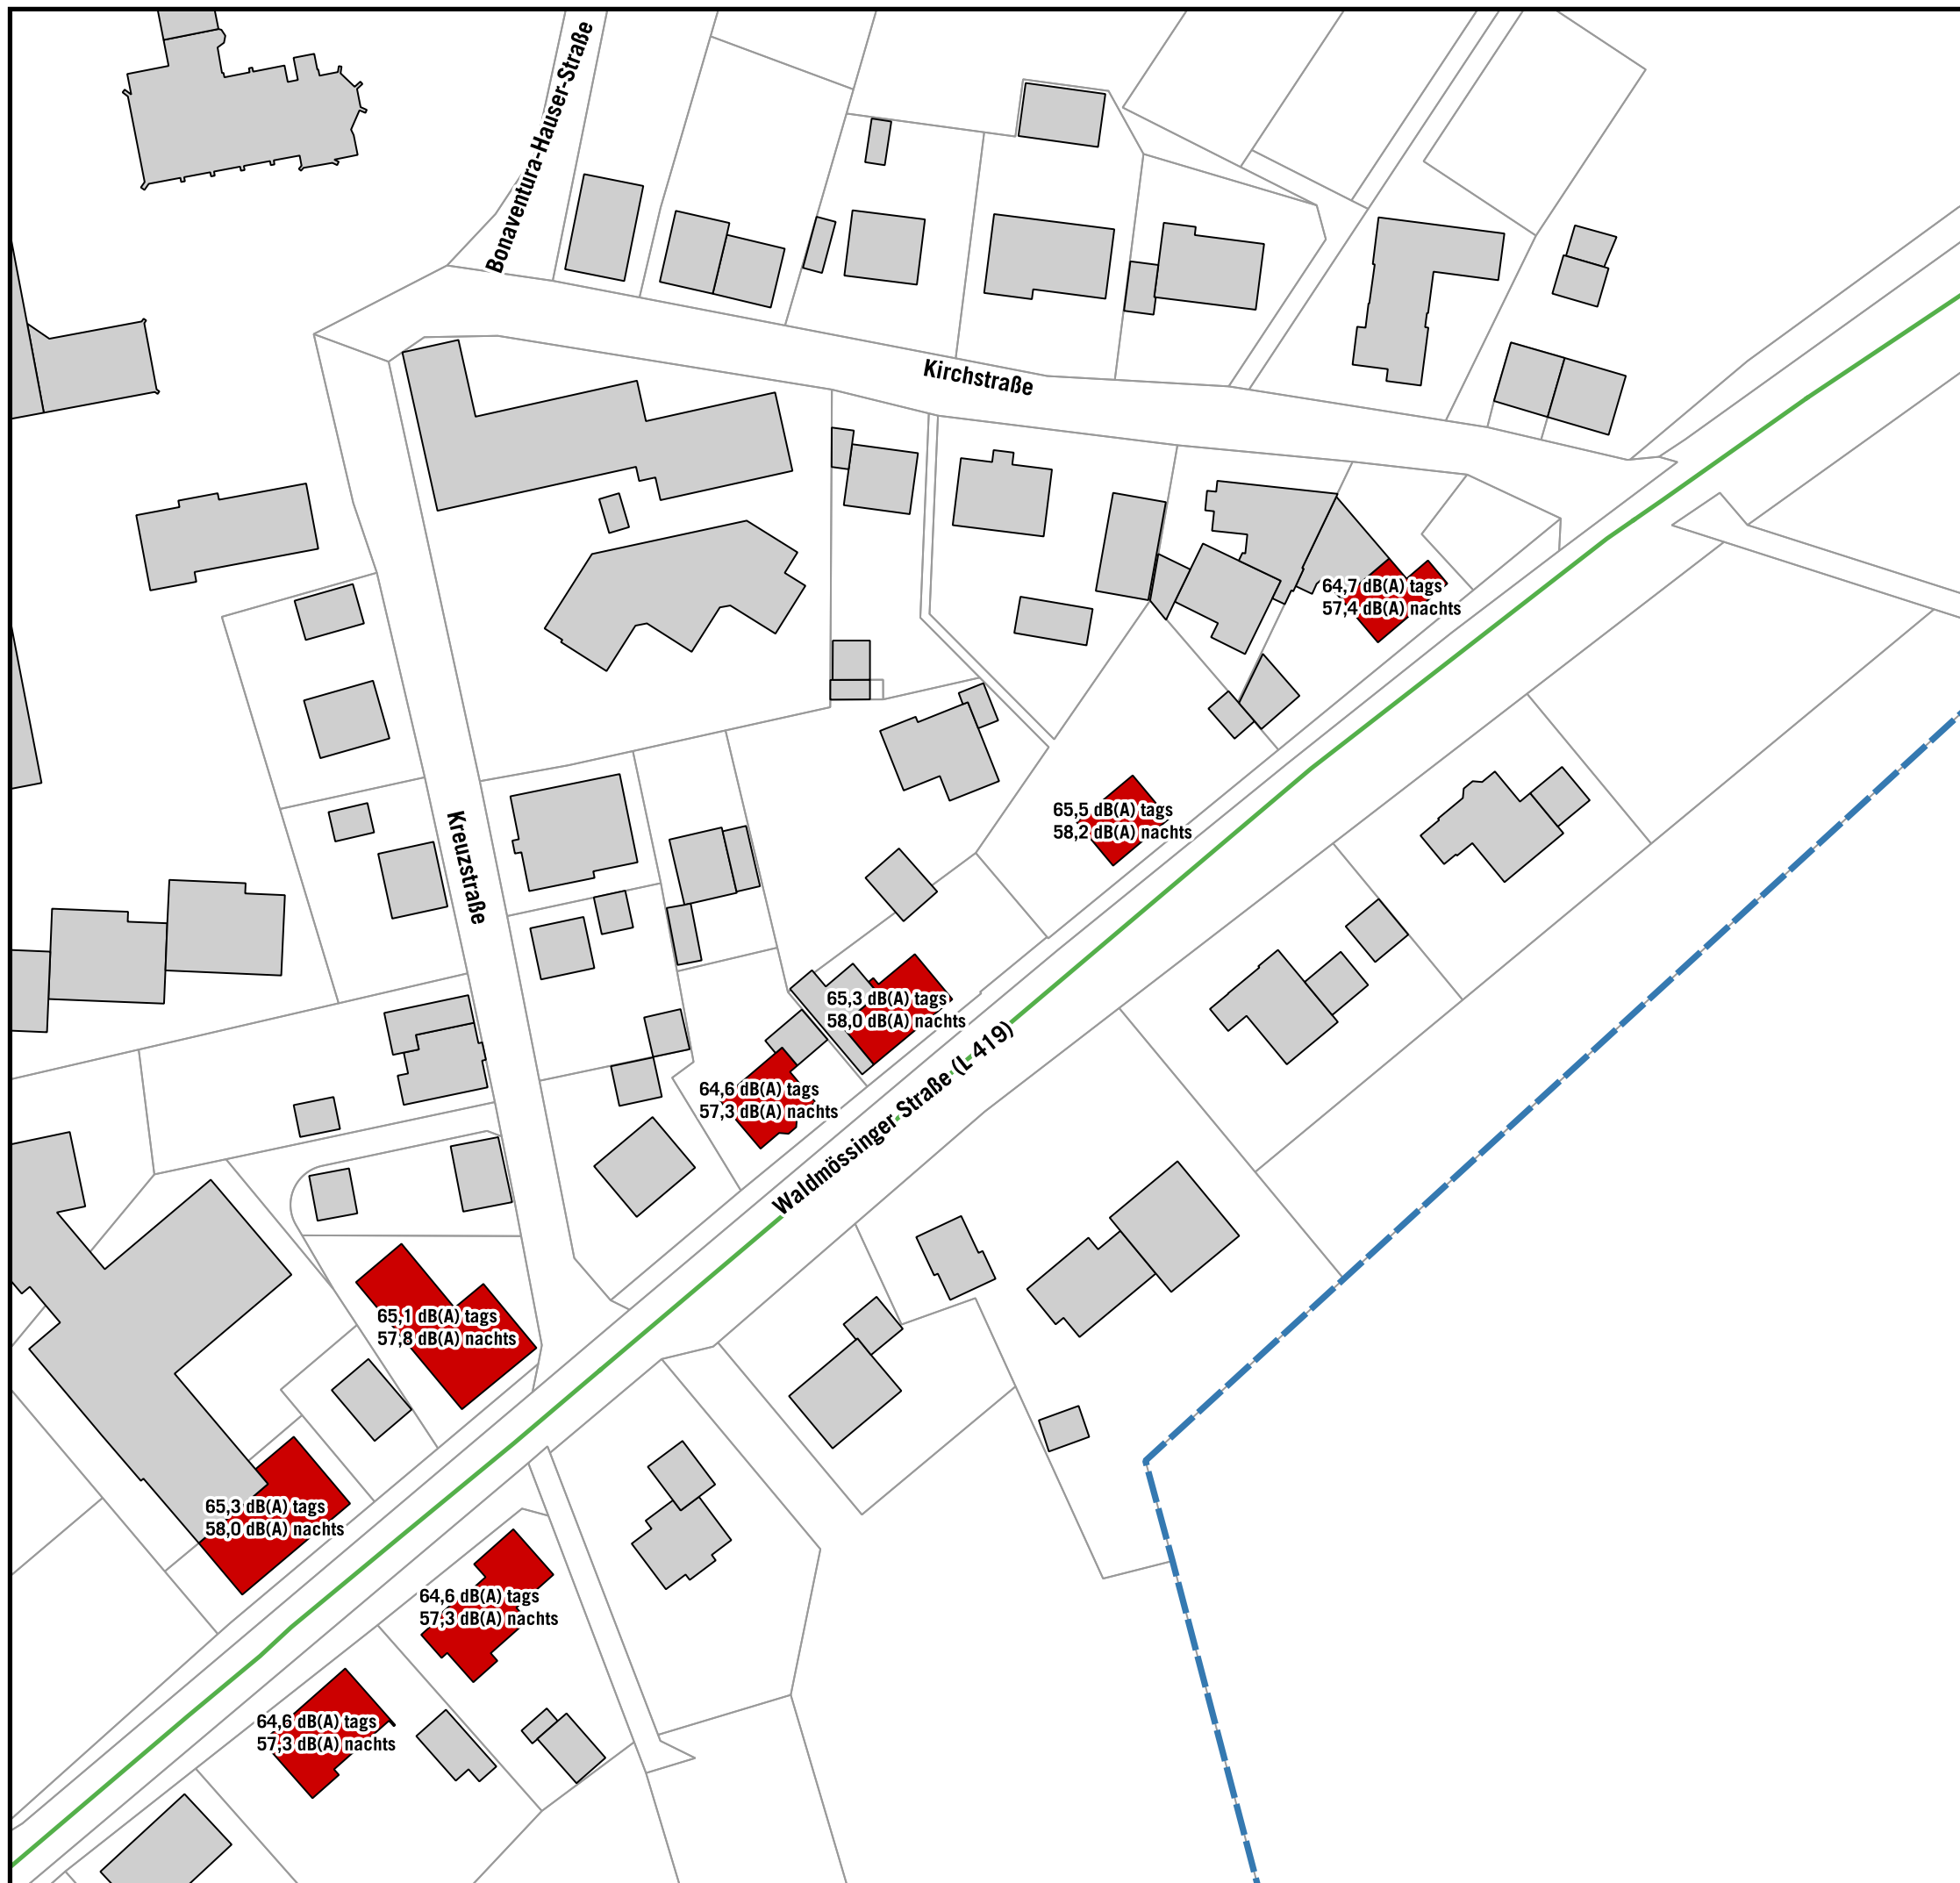 Bonaventura-Hauser-Straße
Kirchstraße
64,7 dB(A) tags
57,4 dB(A) nachts
65,5 dB(A) tags
58,2 dB(A) nachts
Kreuzstraße
65,3 dB(A) tags
58,0 dB(A) nachts
64,6 dB(A) tags
57,3 dB(A) nachts
Waldmössinger Straße (L 419)
65,1 dB(A) tags
57,8 dB(A) nachts
65,3 dB(A) tags
58,0 dB(A) nachts
64,6 dB(A) tags
57,3 dB(A) nachts
64,6 dB(A) tags
57,3 dB(A) nachts